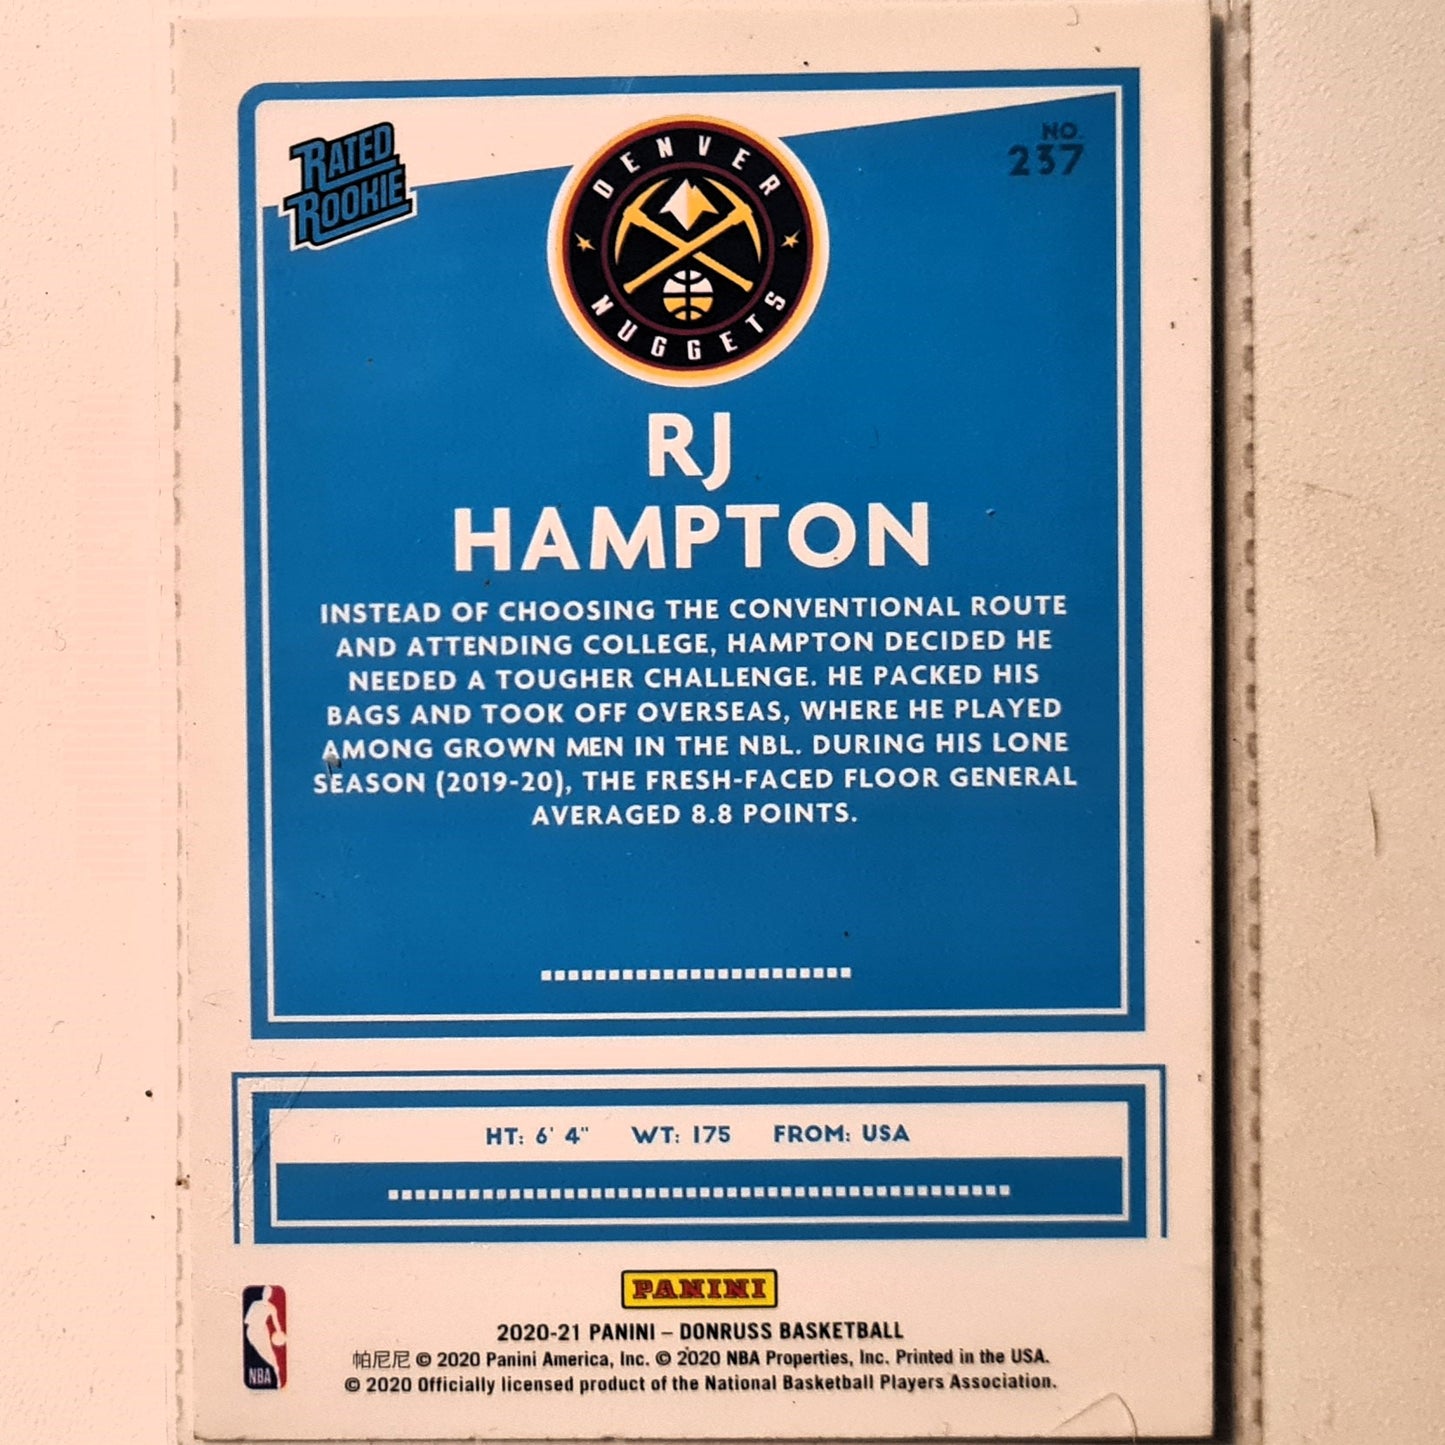 RATED
ROOKIE
DENVER
NUGGETS
NO.
237
RJ
HAMPTON
INSTEAD OF CHOOSING THE CONVENTIONAL ROUTE
AND ATTENDING COLLEGE, HAMPTON DECIDED HE
NEEDED A TOUGHER CHALLENGE. HE PACKED HIS
BAGS AND TOOK OFF OVERSEAS, WHERE HE PLAYED
AMONG GROWN MEN IN THE NBL. DURING HIS LONE
SEASON (2019-20), THE FRESH-FACED FLOOR GENERAL
AVERAGED 8.8 POINTS.
HT: 6' 4" WT: 175 FROM: USA
PANINI
NBA
2020-21 PANINI – DONRUSS BASKETBALL
帕尼尼 © 2020 Panini America, Inc. © 2020 NBA Properties, Inc. Printed in the USA.
© 2020 Officially licensed product of the National Basketball Players Association.